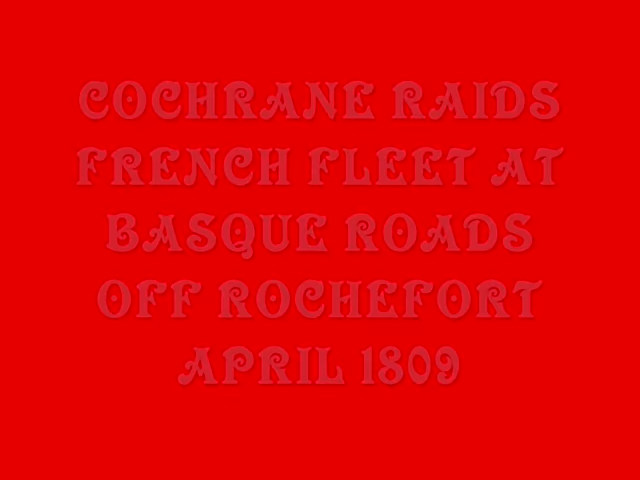 COCHRANE RAIDS
FRENCH FLEET AT
BASQUE ROADS
OFF ROCHEFORT
APRIL 1809